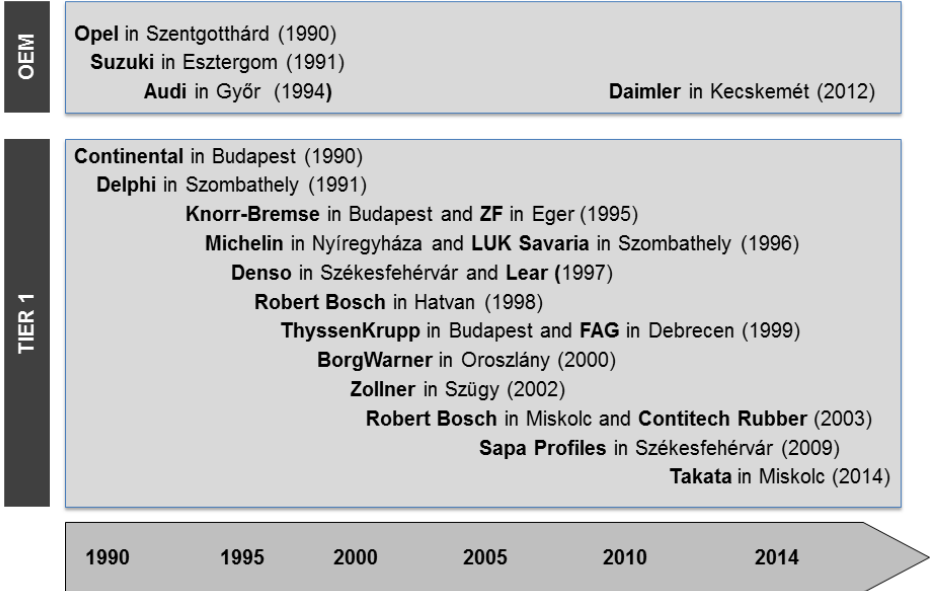 OEM
Opel in Szentgotthárd (1990)
Suzuki in Esztergom (1991)
Audi in Győr (1994)
Daimler in Kecskemét (2012)
TIER 1
Continental in Budapest (1990)
Delphi in Szombathely (1991)
Knorr-Bremse in Budapest and ZF in Eger (1995)
Michelin in Nyíregyháza and LUK Savaria in Szombathely (1996)
Denso in Székesfehérvár and Lear (1997)
Robert Bosch in Hatvan (1998)
ThyssenKrupp in Budapest and FAG in Debrecen (1999)
BorgWarner in Oroszlány (2000)
Zollner in Szügy (2002)
Robert Bosch in Miskolc and Contitech Rubber (2003)
Sapa Profiles in Székesfehérvár (2009)
Takata in Miskolc (2014)
1990 1995 2000 2005 2010 2014